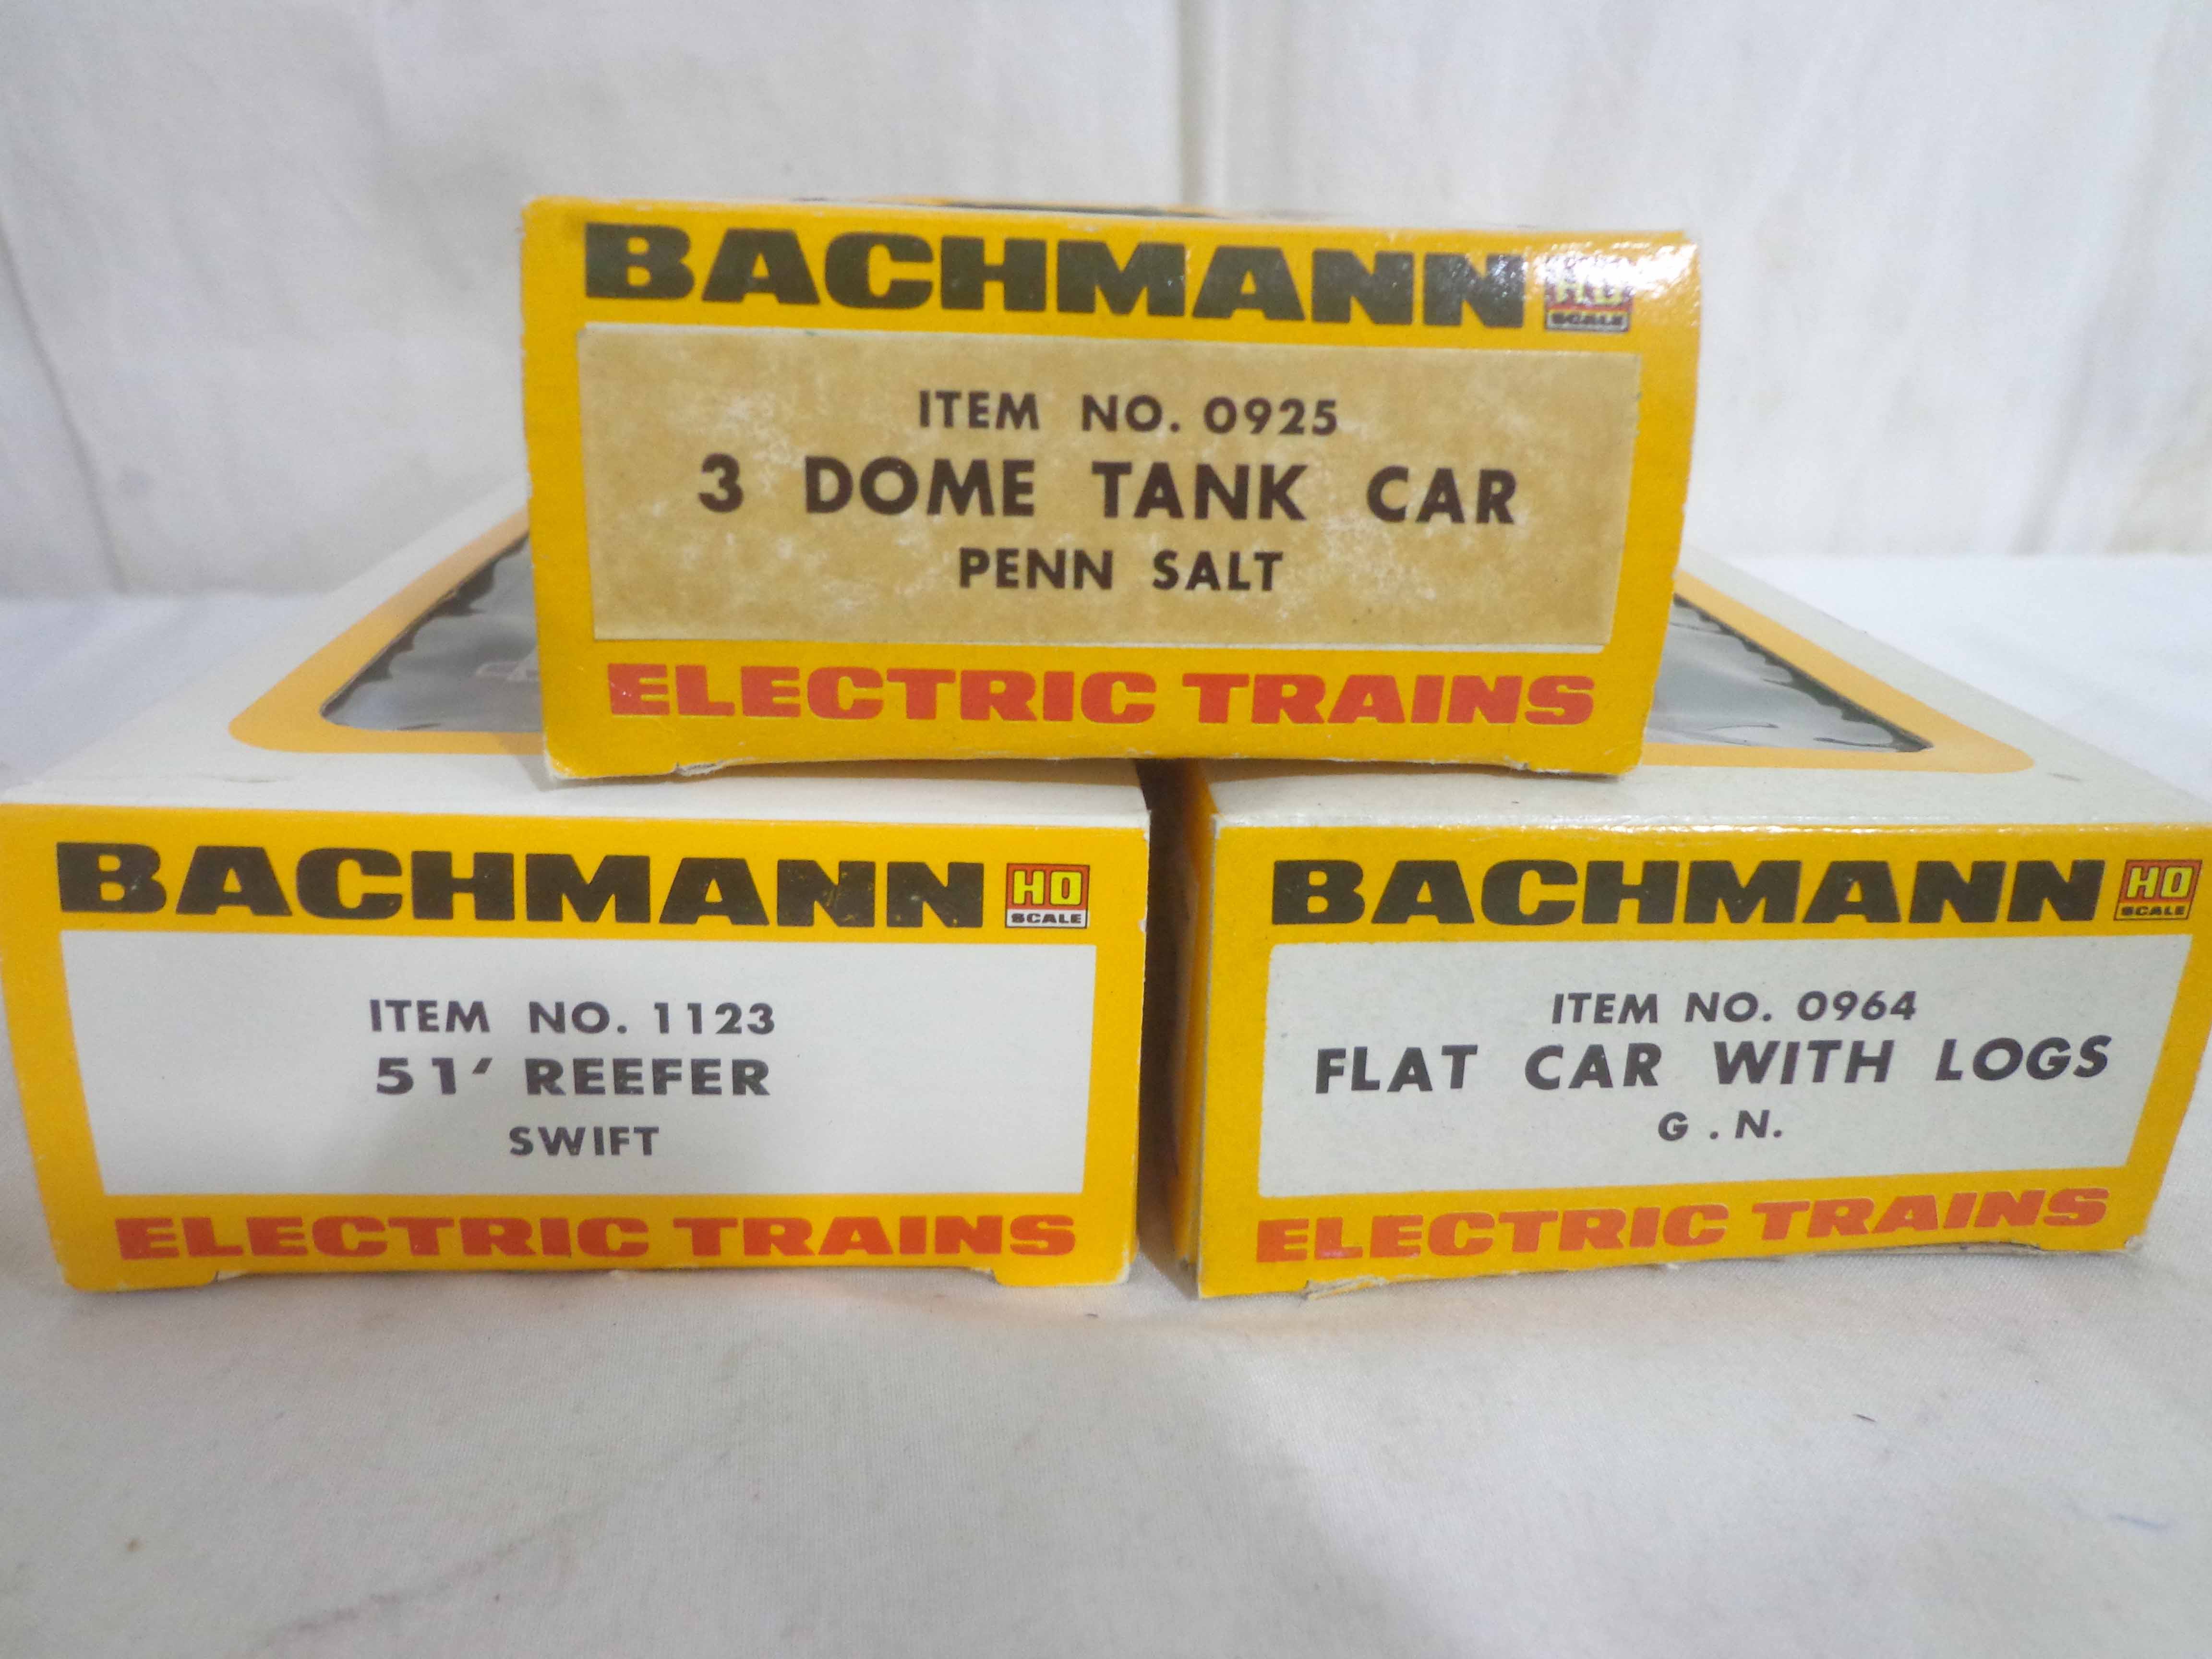 BACHMANN
HO
SCALE
ITEM NO. 0925
3 DOME TANK CAR
PENN SALT
ELECTRIC TRAINS
BACHMANN
HO
SCALE
ITEM NO. 1123
51' REEFER
SWIFT
ELECTRIC TRAINS
BACHMANN
HO
SCALE
ITEM NO. 0964
FLAT CAR WITH LOGS
G.N.
ELECTRIC TRAINS